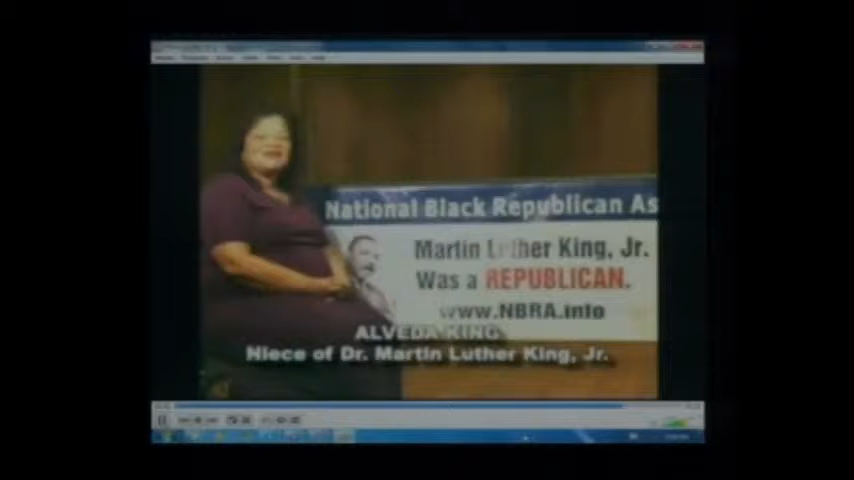 National Black Republican As
Martin Luther King, Jr.
Was a REPUBLICAN.
www.NBRA.info
ALVEDA KING
Niece of Dr. Martin Luther King, Jr.